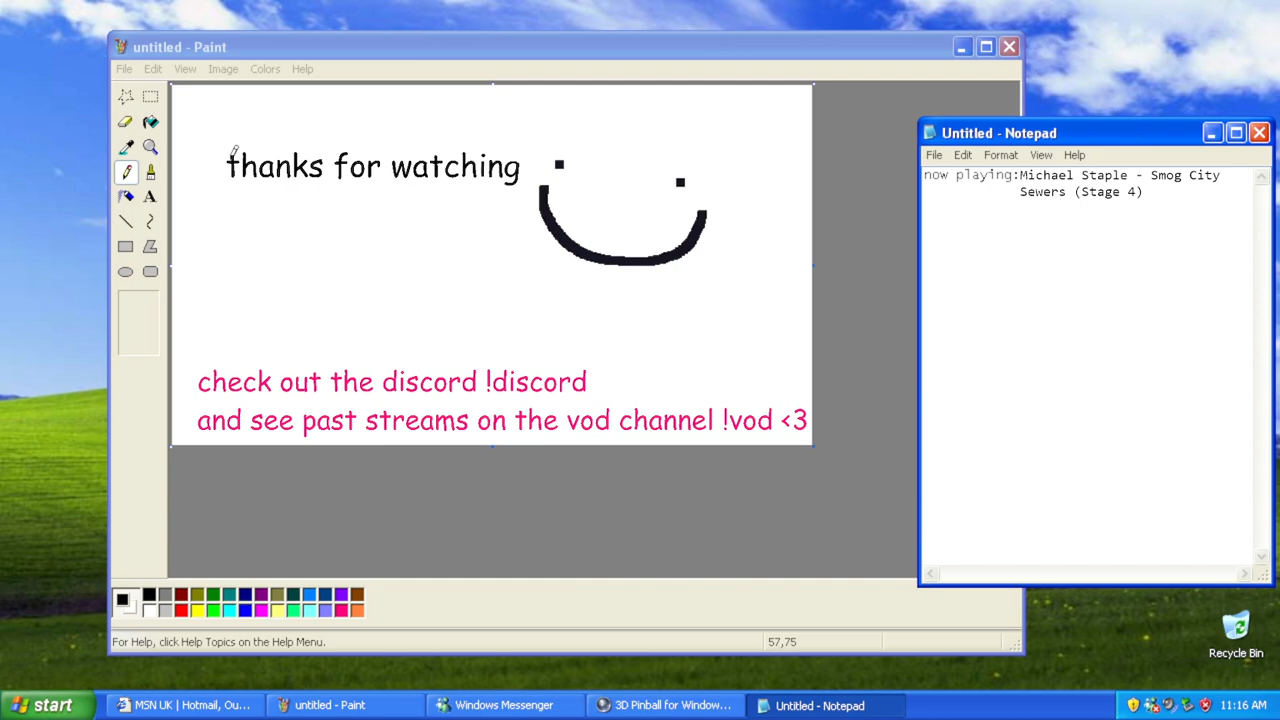 untitled - Paint
File Edit View Image Colors Help
thanks for watching
check out the discord !discord
and see past streams on the vod channel !vod <3
For Help, click Help Topics on the Help Menu.
57,75
Untitled - Notepad
File Edit Format View Help
now playing:Michael Staple - Smog City
Sewers (Stage 4)
Recycle Bin
start
MSN UK | Hotmail, Ou...
untitled - Paint
Windows Messenger
3D Pinball for Window...
Untitled - Notepad
11:16 AM